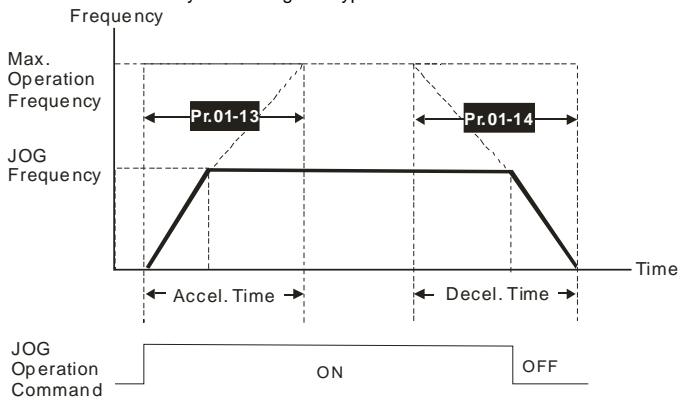 Frequency
Max.
Operation
Frequency
Pr.01-13
Pr.01-14
JOG
Frequency
Time
Accel. Time
Decel. Time
JOG
Operation
Command
ON
OFF